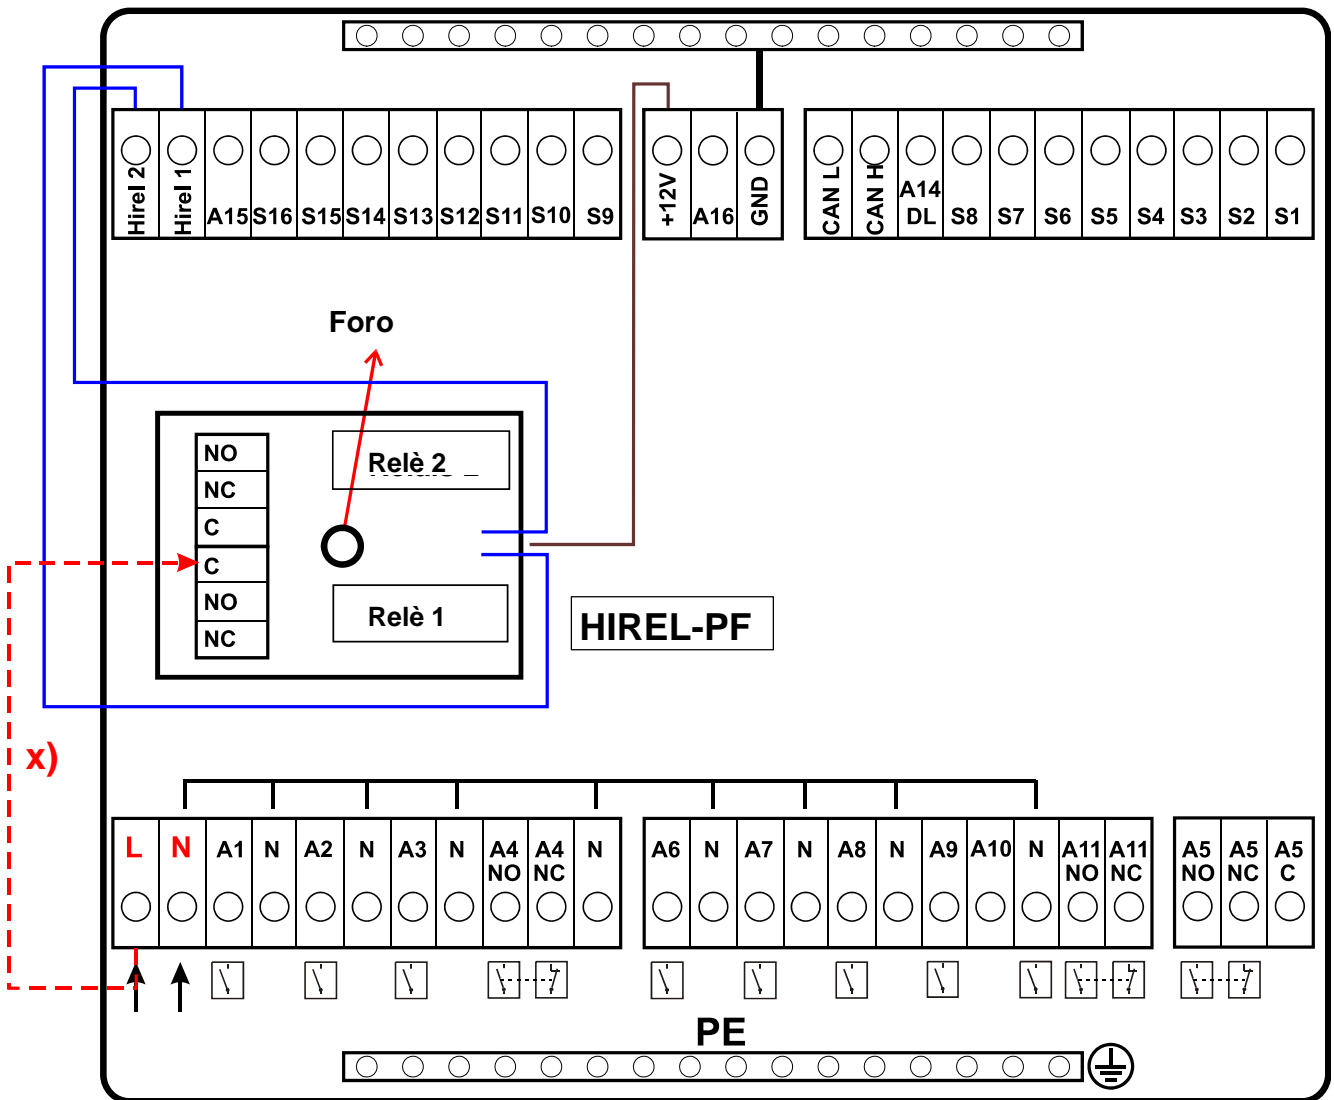 Hirel 2 Hirel 1 A15 S16 S15 S14 S13 S12 S11 S10 S9
+12V A16 GND
CAN L CAN H A14 DL S8 S7 S6 S5 S4 S3 S2 S1
Foro
NO
NC
C
C
NO
NC
Relè 2
Relè 1
HIREL-PF
x)
L N A1 N A2 N A3 N A4 NO A4 NC N
A6 N A7 N A8 N A9 A10 N A11 NO A11 NC
A5 NO A5 NC A5 C
PE